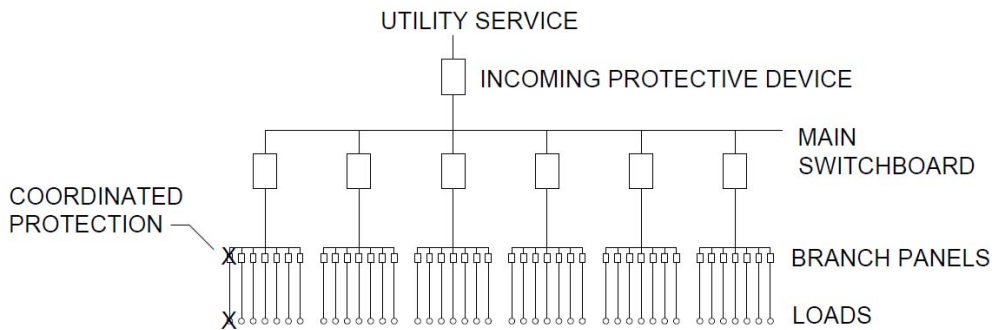 UTILITY SERVICE
INCOMING PROTECTIVE DEVICE
MAIN
SWITCHBOARD
COORDINATED
PROTECTION
X
BRANCH PANELS
X
LOADS